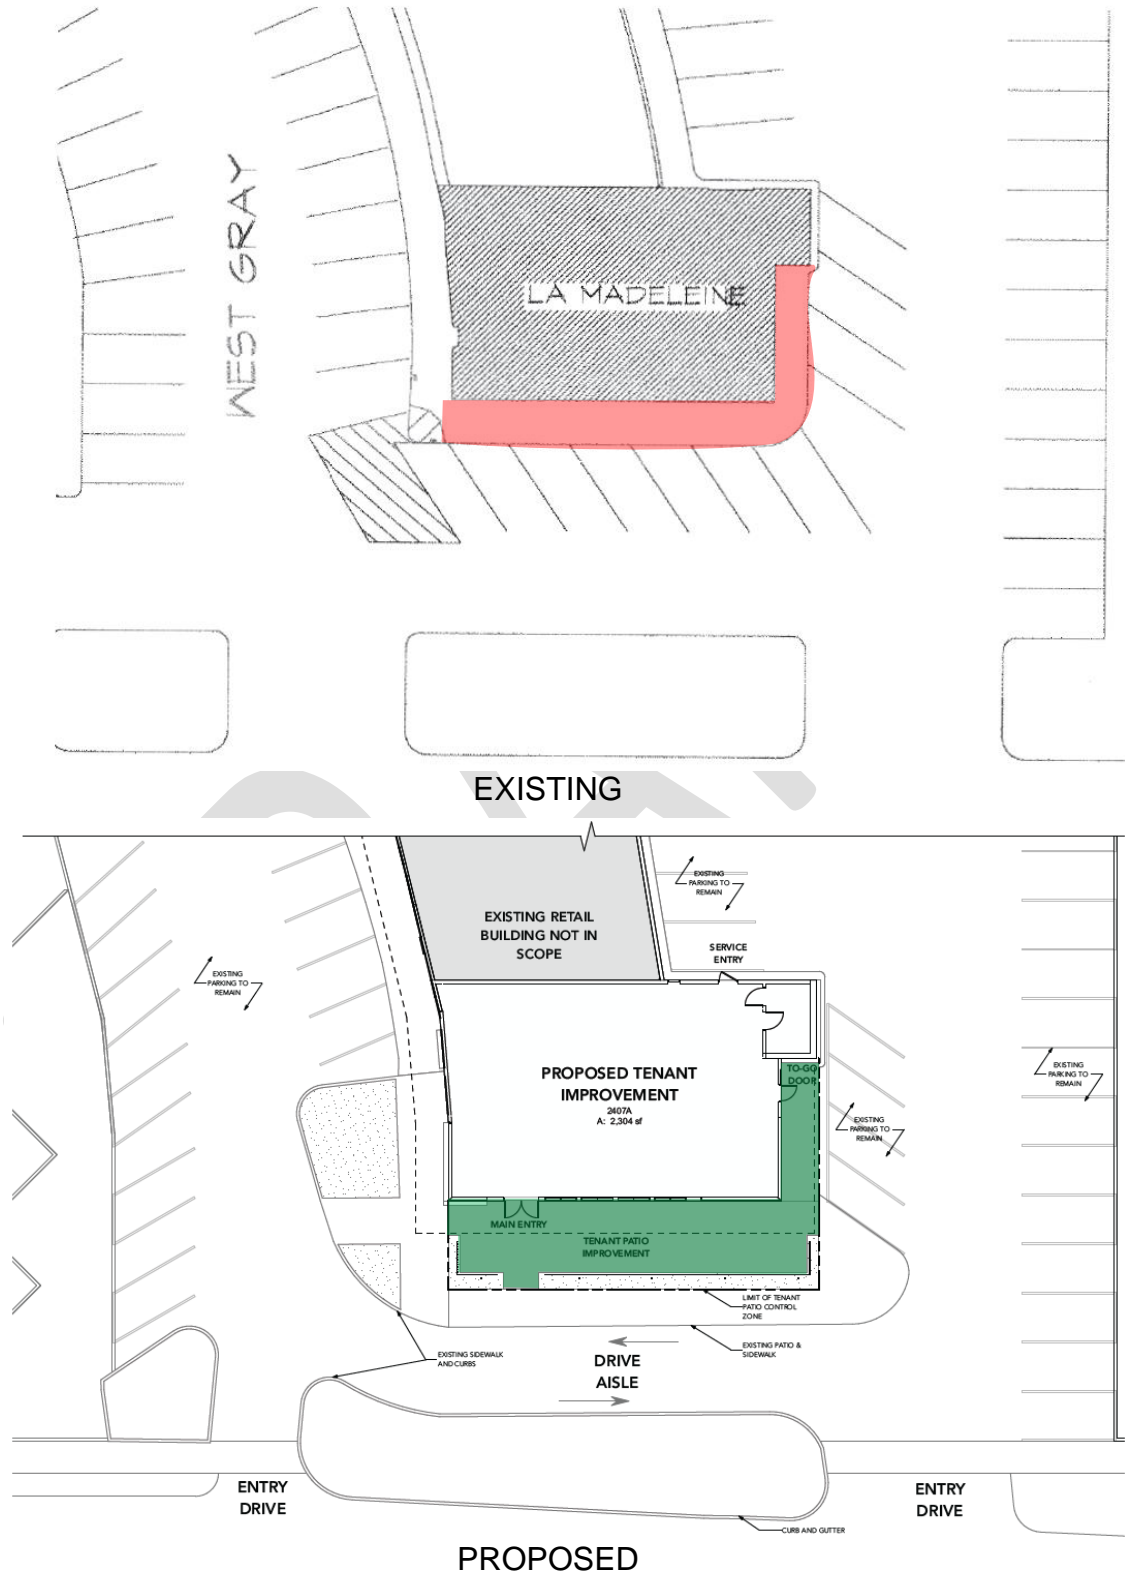 WEST GRAY
LA MADELEINE
EXISTING
EXISTING
PARKING TO
REMAIN
EXISTING RETAIL
BUILDING NOT IN
SCOPE
SERVICE
ENTRY
EXISTING
PARKING TO
REMAIN
PROPOSED TENANT
IMPROVEMENT
2407A
A: 2,304 sf
TO-GO
DOOR
EXISTING
PARKING TO
REMAIN
EXISTING
PARKING TO
REMAIN
MAIN ENTRY
TENANT PATIO
IMPROVEMENT
LIMIT OF TENANT
PATIO CONTROL
ZONE
EXISTING SIDEWALK
AND CURBS
EXISTING PATIO &
SIDEWALK
DRIVE
AISLE
ENTRY
DRIVE
ENTRY
DRIVE
CURB AND GUTTER
PROPOSED